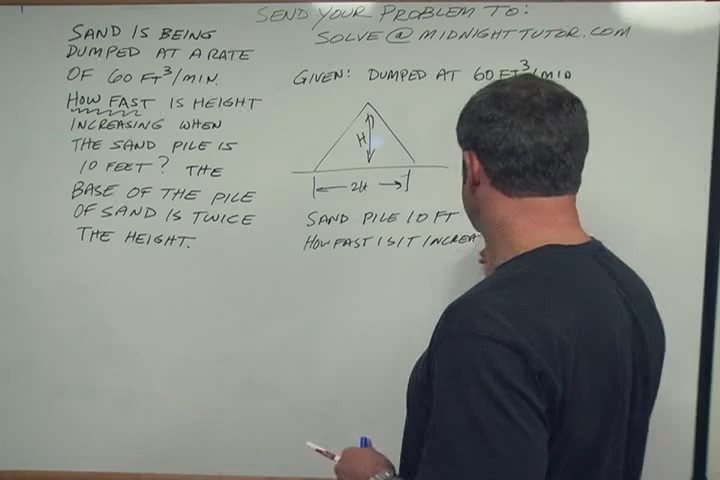 SEND YOUR PROBLEM TO:
SOLVE@MIDNIGHTTUTOR.COM
SAND IS BEING
DUMPED AT A RATE
OF 60 FT³/MIN.
HOW FAST IS HEIGHT
INCREASING WHEN
THE SAND PILE IS
10 FEET? THE
BASE OF THE PILE
OF SAND IS TWICE
THE HEIGHT.
GIVEN: DUMPED AT 60 FT³/MIN
H
2H
SAND PILE 10 FT
HOW FAST IS IT INCREA